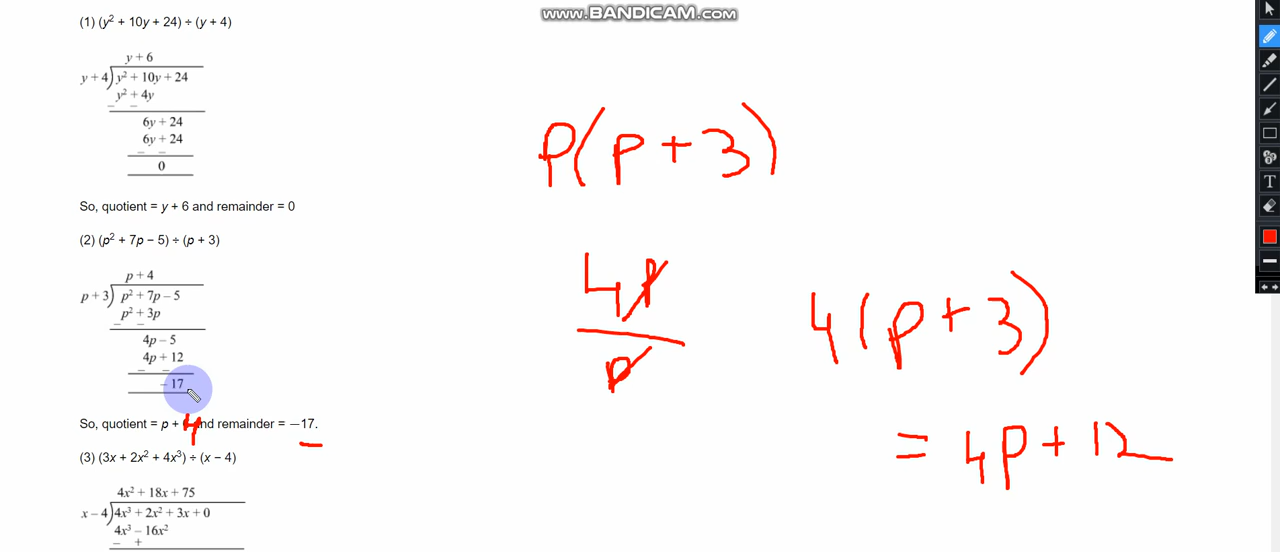 www.BANDICAM.com
(1) (y² + 10y + 24) ÷ (y + 4)
y + 6
y + 4) y² + 10y + 24
y² + 4y
− −
6y + 24
6y + 24
− −
0
So, quotient = y + 6 and remainder = 0
(2) (p² + 7p − 5) ÷ (p + 3)
p + 4
p + 3) p² + 7p − 5
p² + 3p
− −
4p − 5
4p + 12
− −
− 17
So, quotient = p + 4 and remainder = −17.
(3) (3x + 2x² + 4x³) ÷ (x − 4)
4x² + 18x + 75
x − 4) 4x³ + 2x² + 3x + 0
4x³ − 16x²
− +
P(p + 3)
4p
p
4(p + 3)
= 4p + 12
T